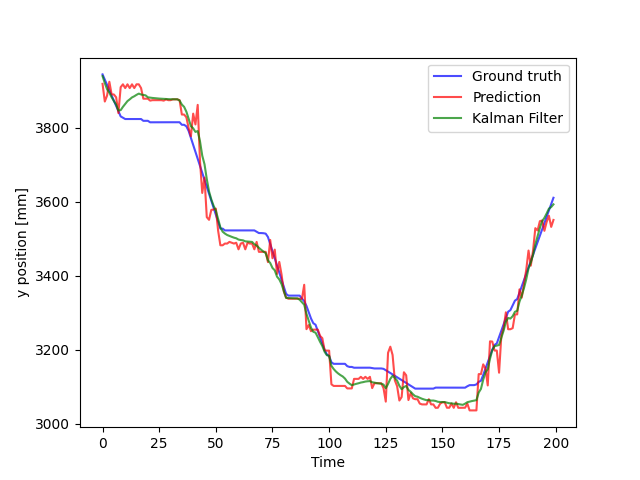 Ground truth
Prediction
Kalman Filter
y position [mm]
3800
3600
3400
3200
3000
0 25 50 75 100 125 150 175 200
Time